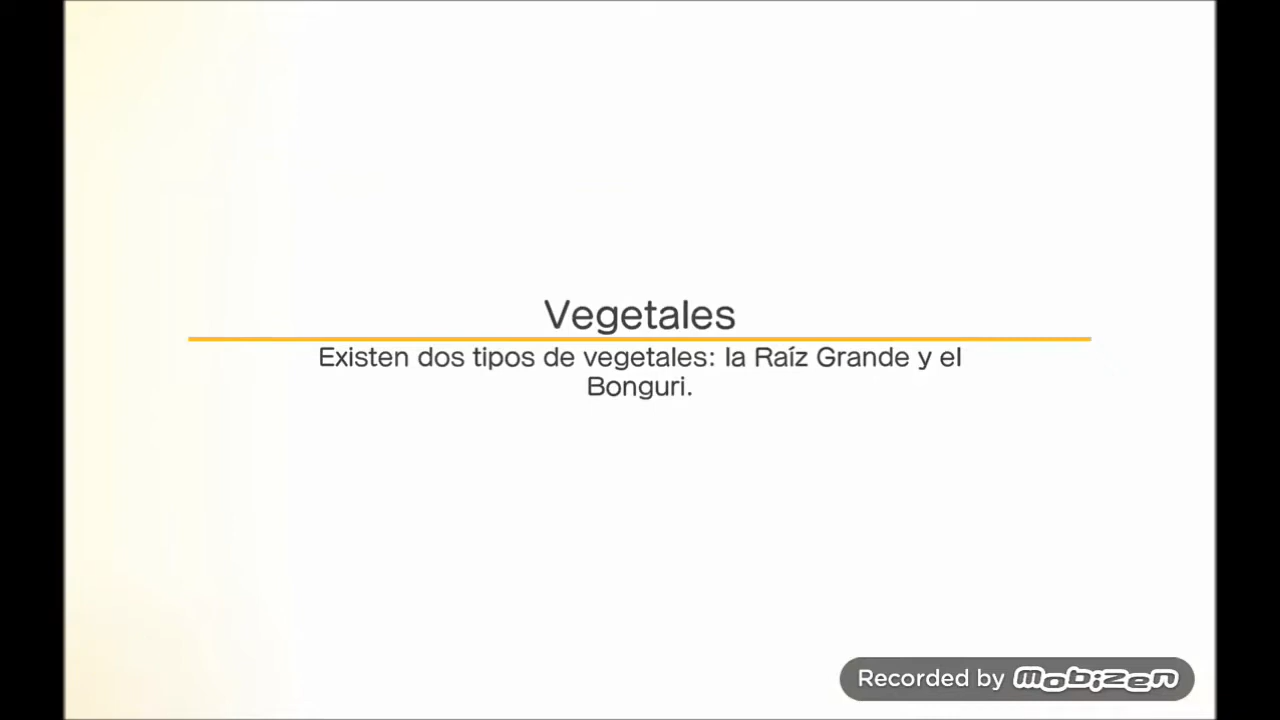 Vegetales
Existen dos tipos de vegetales: la Raíz Grande y el
Bonguri.
Recorded by mobizen